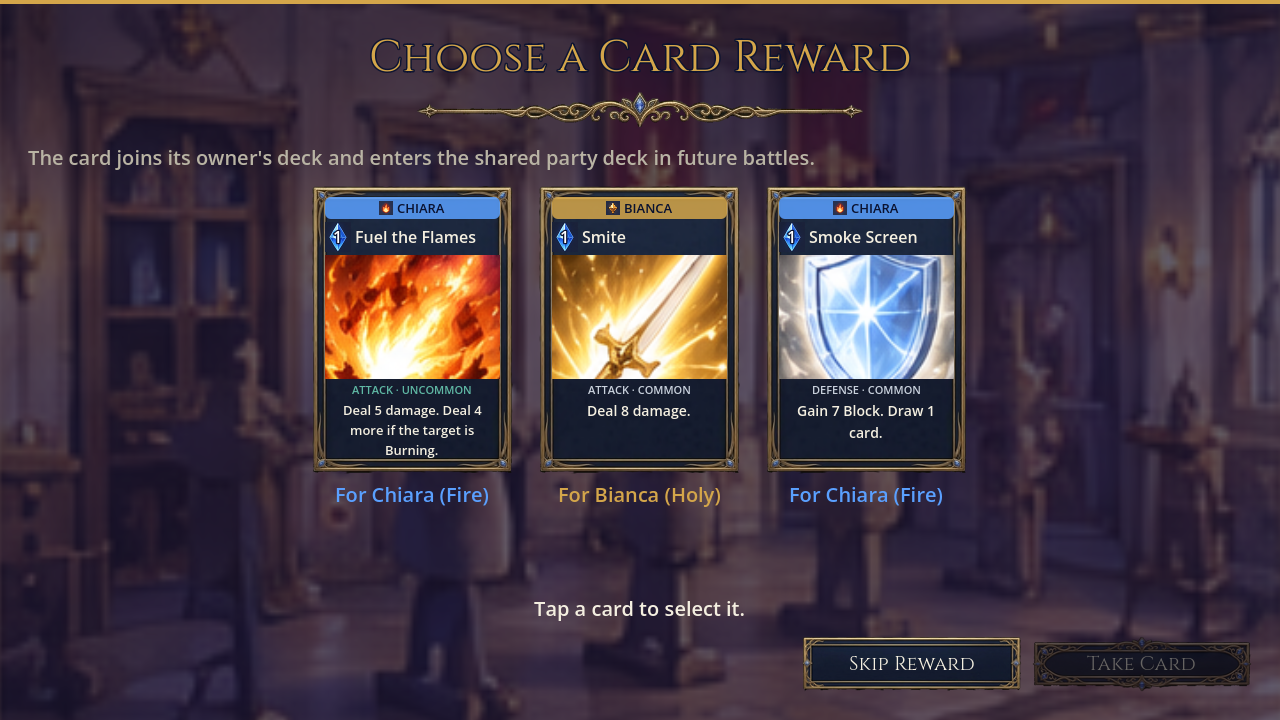 Choose a Card Reward
The card joins its owner's deck and enters the shared party deck in future battles.
CHIARA
1 Fuel the Flames
ATTACK · UNCOMMON
Deal 5 damage. Deal 4
more if the target is
Burning.
For Chiara (Fire)
BIANCA
1 Smite
ATTACK · COMMON
Deal 8 damage.
For Bianca (Holy)
CHIARA
1 Smoke Screen
DEFENSE · COMMON
Gain 7 Block. Draw 1
card.
For Chiara (Fire)
Tap a card to select it.
Skip Reward
Take Card